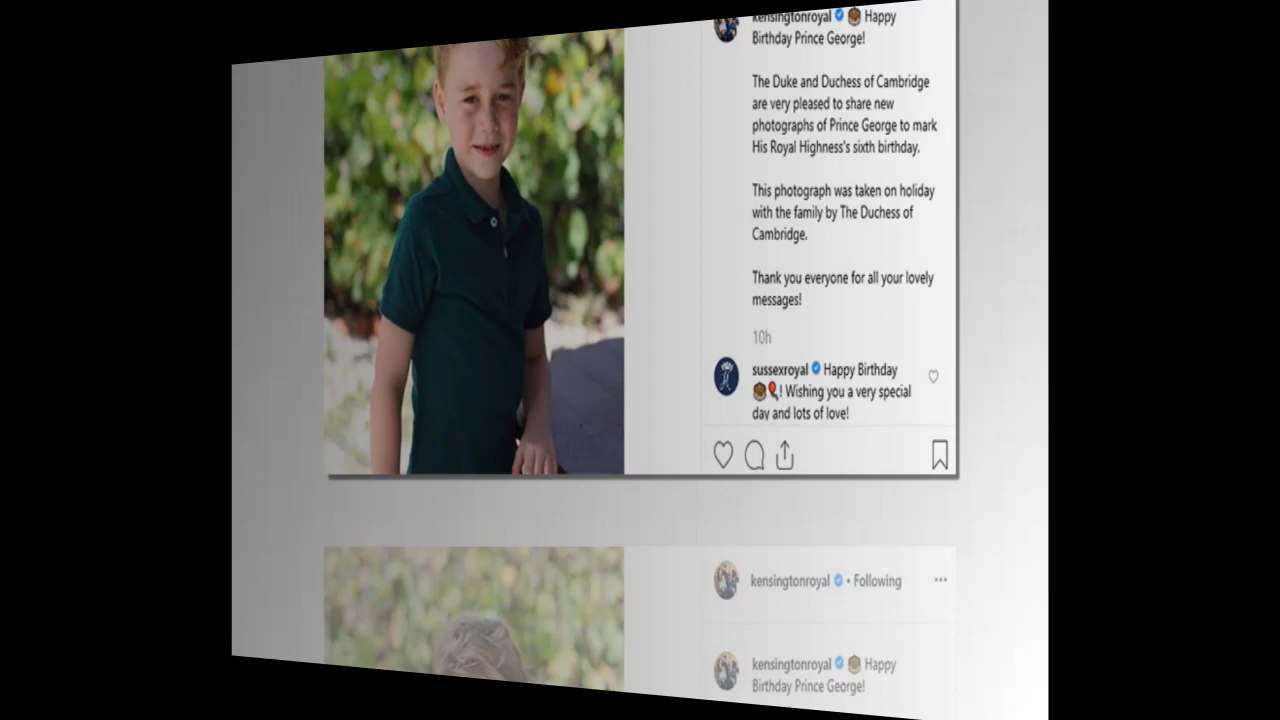 kensingtonroyal 🎂 Happy
Birthday Prince George!
The Duke and Duchess of Cambridge
are very pleased to share new
photographs of Prince George to mark
His Royal Highness's sixth birthday.
This photograph was taken on holiday
with the family by The Duchess of
Cambridge.
Thank you everyone for all your lovely
messages!
10h
sussexroyal Happy Birthday
🎂🎈! Wishing you a very special
day and lots of love!
kensingtonroyal • Following
kensingtonroyal 🎂 Happy
Birthday Prince George!